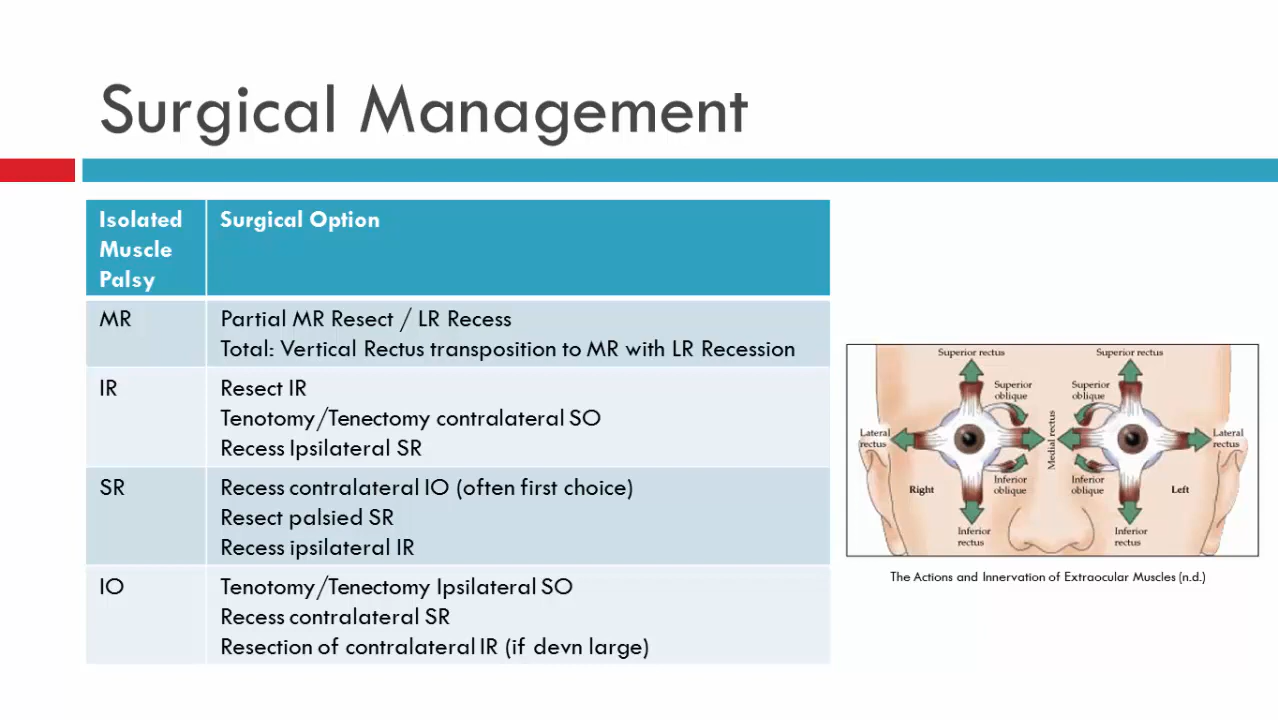 Surgical Management
Isolated
Muscle
Palsy
Surgical Option
MR
Partial MR Resect / LR Recess
Total: Vertical Rectus transposition to MR with LR Recession
IR
Resect IR
Tenotomy/Tenectomy contralateral SO
Recess Ipsilateral SR
SR
Recess contralateral IO (often first choice)
Resect palsied SR
Recess ipsilateral IR
IO
Tenotomy/Tenectomy Ipsilateral SO
Recess contralateral SR
Resection of contralateral IR (if devn large)
Superior rectus
Superior rectus
Superior
oblique
Superior
oblique
Lateral
rectus
Medial rectus
Lateral
rectus
Right
Inferior
oblique
Inferior
oblique
Left
Inferior
rectus
Inferior
rectus
The Actions and Innervation of Extraocular Muscles (n.d.)